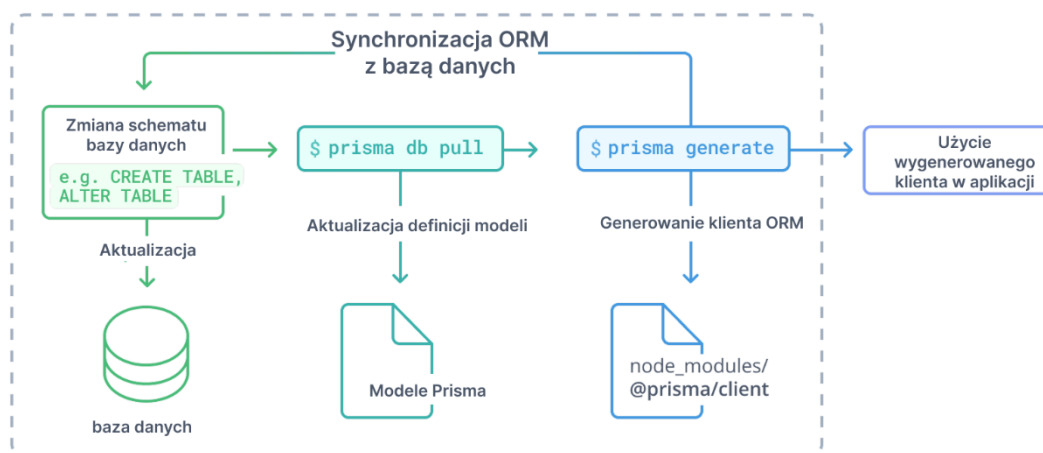 Synchronizacja ORM
z bazą danych
Zmiana schematu
bazy danych
e.g. CREATE TABLE,
ALTER TABLE
$ prisma db pull
$ prisma generate
Użycie
wygenerowanego
klienta w aplikacji
Aktualizacja
Aktualizacja definicji modeli
Generowanie klienta ORM
baza danych
Modele Prisma
node_modules/
@prisma/client